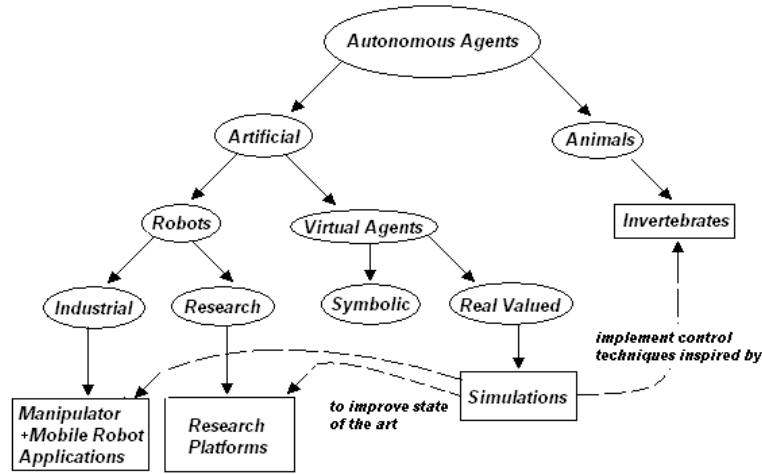 Autonomous Agents
Artificial
Animals
Robots
Virtual Agents
Invertebrates
Industrial
Research
Symbolic
Real Valued
implement control
techniques inspired by
Manipulator
+Mobile Robot
Applications
Research
Platforms
to improve state
of the art
Simulations